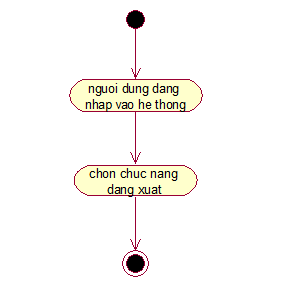 nguoi dung dang
nhap vao he thong
chon chuc nang
dang xuat